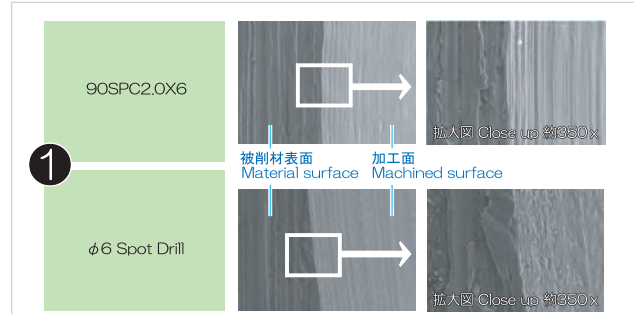 1
90SPC2.0X6
拡大図 Close up 約350x
被削材表面
Material surface
加工面
Machined surface
φ6 Spot Drill
拡大図 Close up 約350x